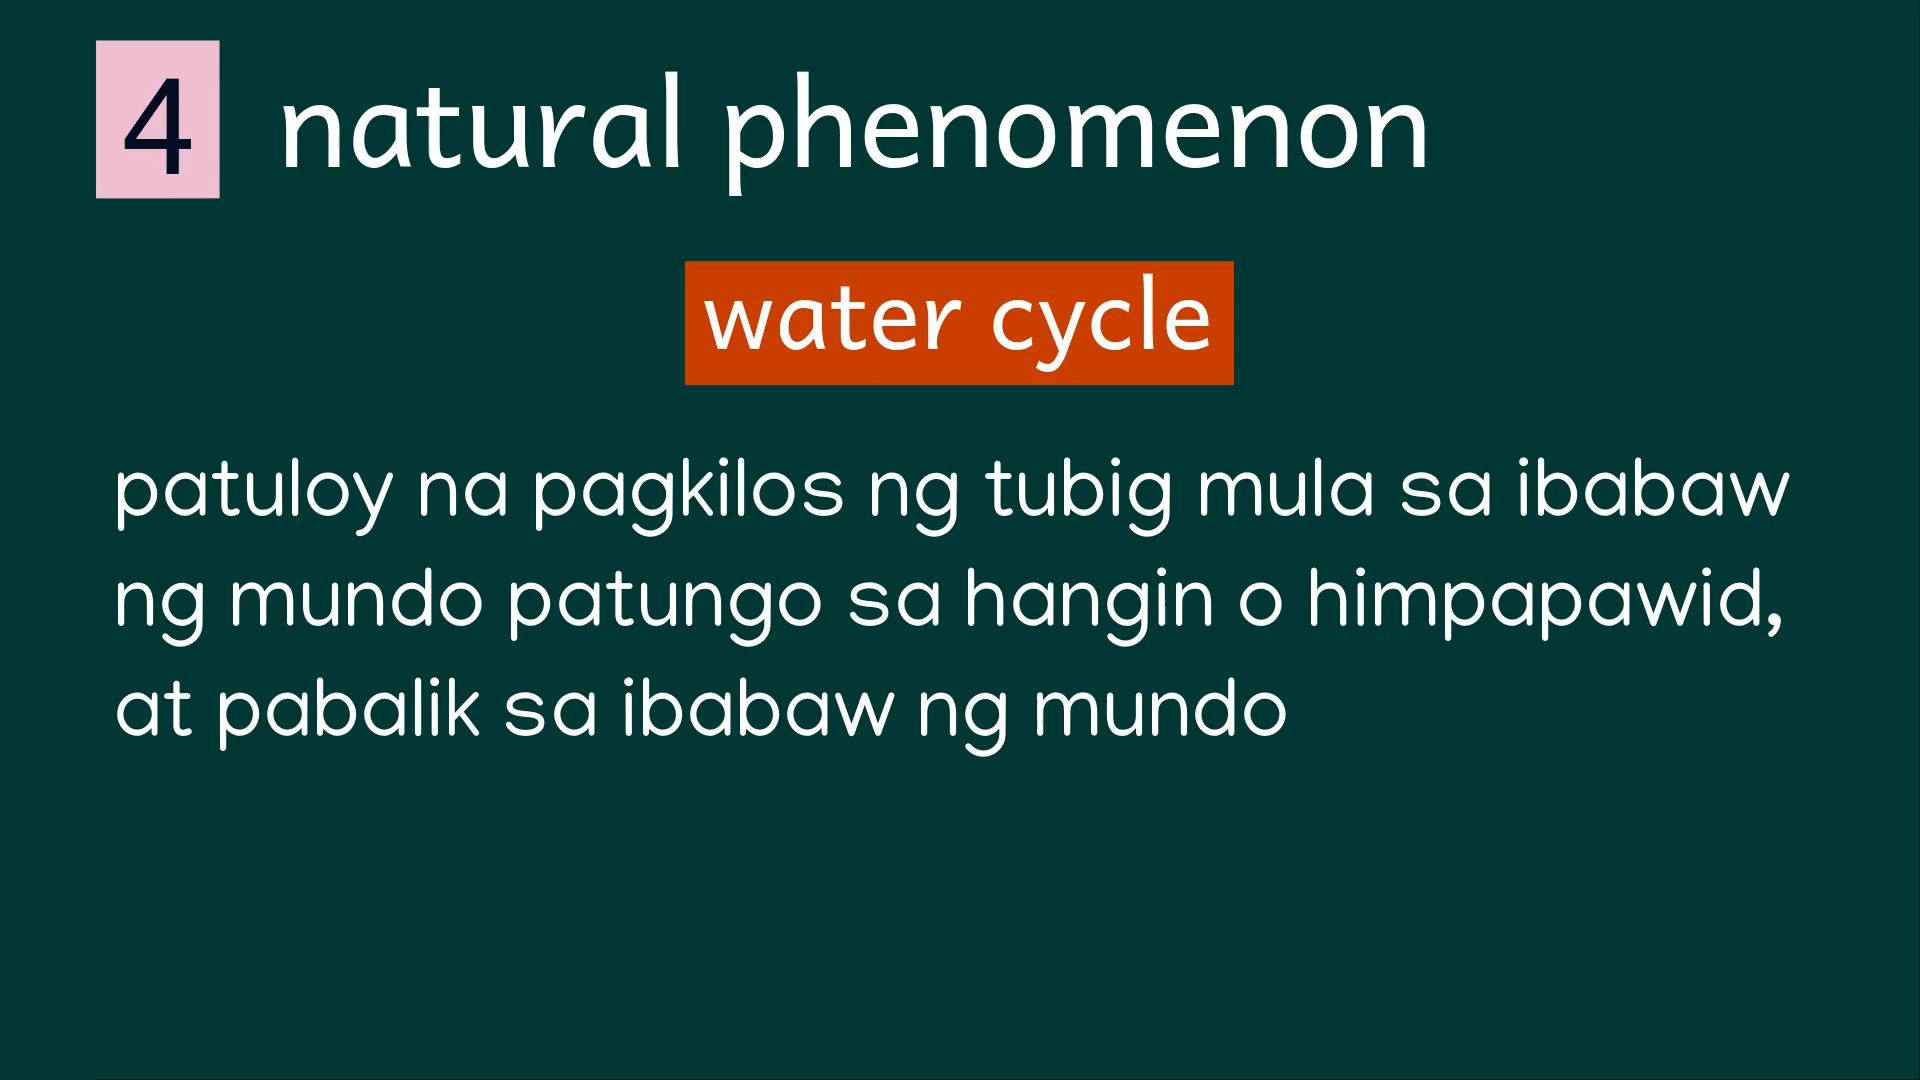 4 natural phenomenon
water cycle
patuloy na pagkilos ng tubig mula sa ibabaw
ng mundo patungo sa hangin o himpapawid,
at pabalik sa ibabaw ng mundo